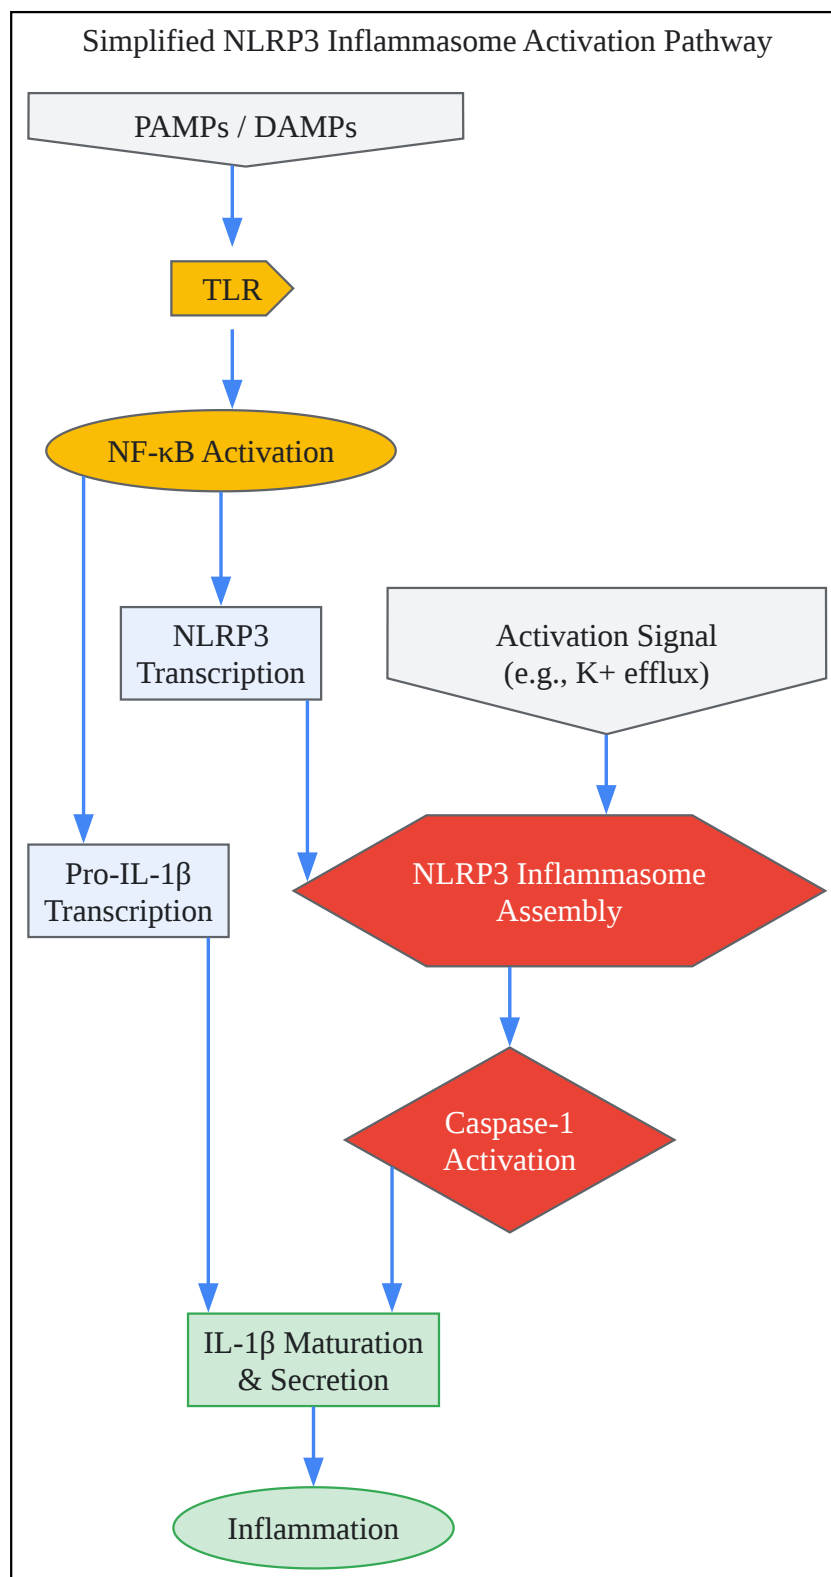 Simplified NLRP3 Inflammasome Activation Pathway
PAMPs / DAMPs
TLR
NF-κB Activation
NLRP3
Transcription
Activation Signal
(e.g., K+ efflux)
Pro-IL-1β
Transcription
NLRP3 Inflammasome
Assembly
Caspase-1
Activation
IL-1β Maturation
& Secretion
Inflammation